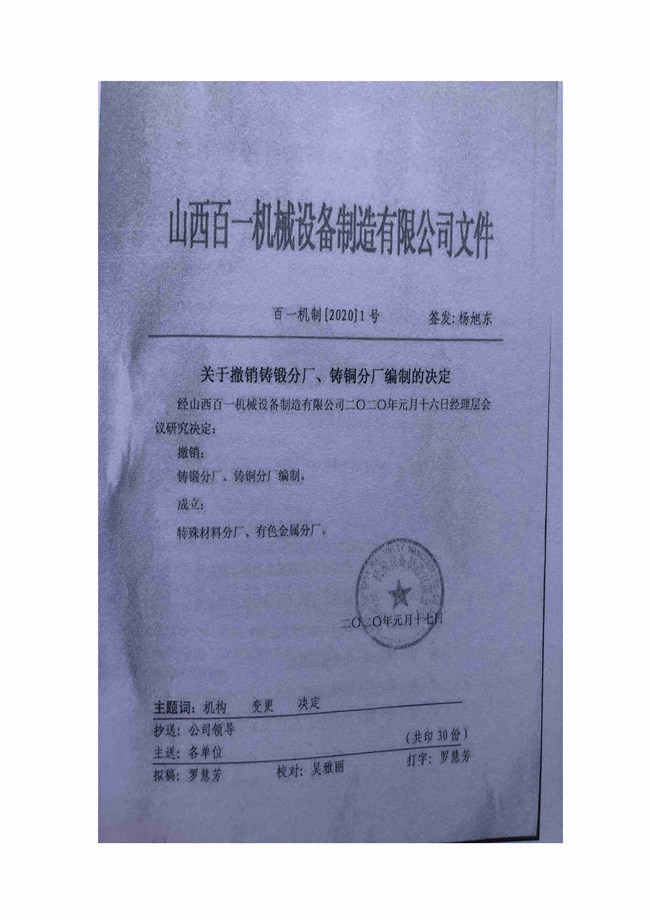 山西百一机械设备制造有限公司文件
百一机制[2020]1号 签发:杨旭东
关于撤销铸锻分厂、铸铜分厂编制的决定
经山西百一机械设备制造有限公司二〇二〇年元月十六日经理层会
议研究决定:
撤销:
铸锻分厂、铸铜分厂编制。
成立:
特殊材料分厂、有色金属分厂。
二〇二〇年元月十七日
主题词:机构 变更 决定
抄送:公司领导
(共印30份)
主送:各单位
拟稿:罗慧芳 校对:吴雅丽 打字:罗慧芳